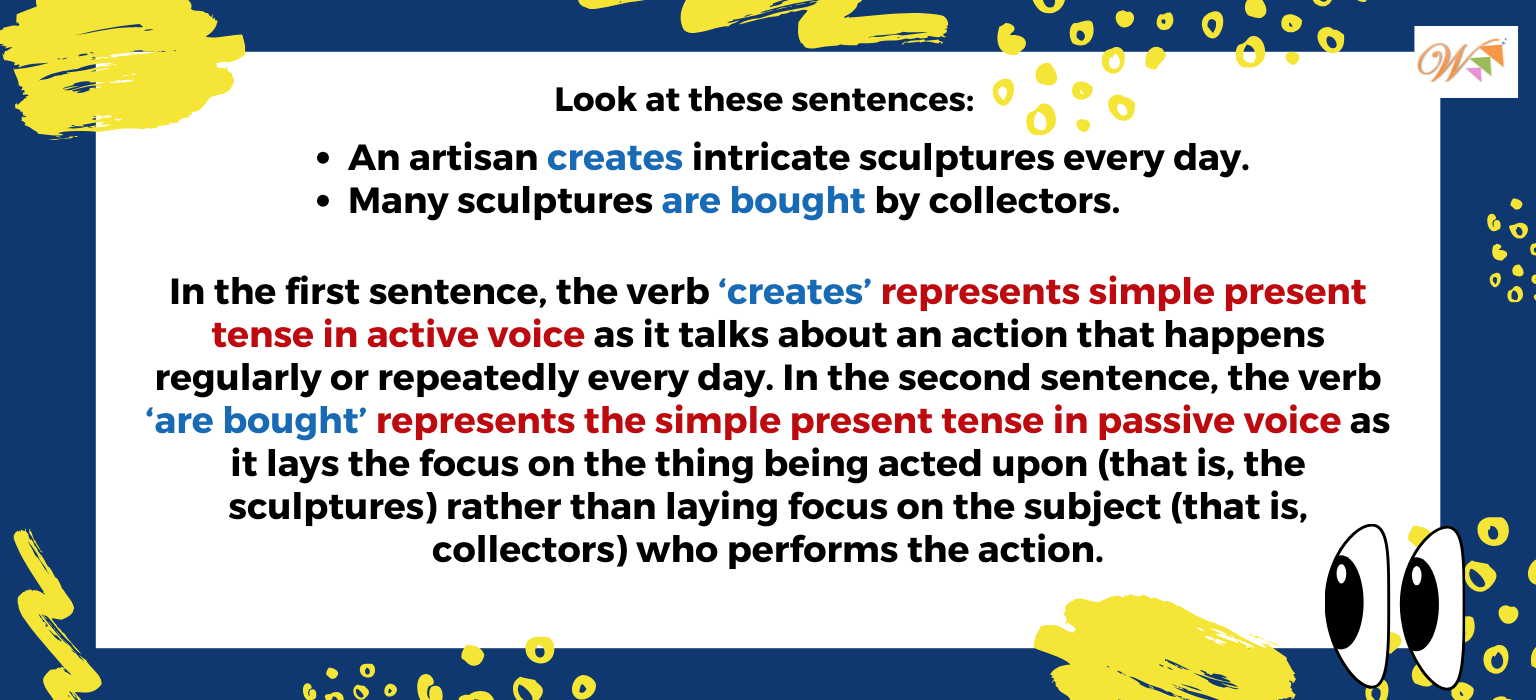 Look at these sentences:
• An artisan creates intricate sculptures every day.
• Many sculptures are bought by collectors.
In the first sentence, the verb ‘creates’ represents simple present
tense in active voice as it talks about an action that happens
regularly or repeatedly every day. In the second sentence, the verb
‘are bought’ represents the simple present tense in passive voice as
it lays the focus on the thing being acted upon (that is, the
sculptures) rather than laying focus on the subject (that is,
collectors) who performs the action.
W